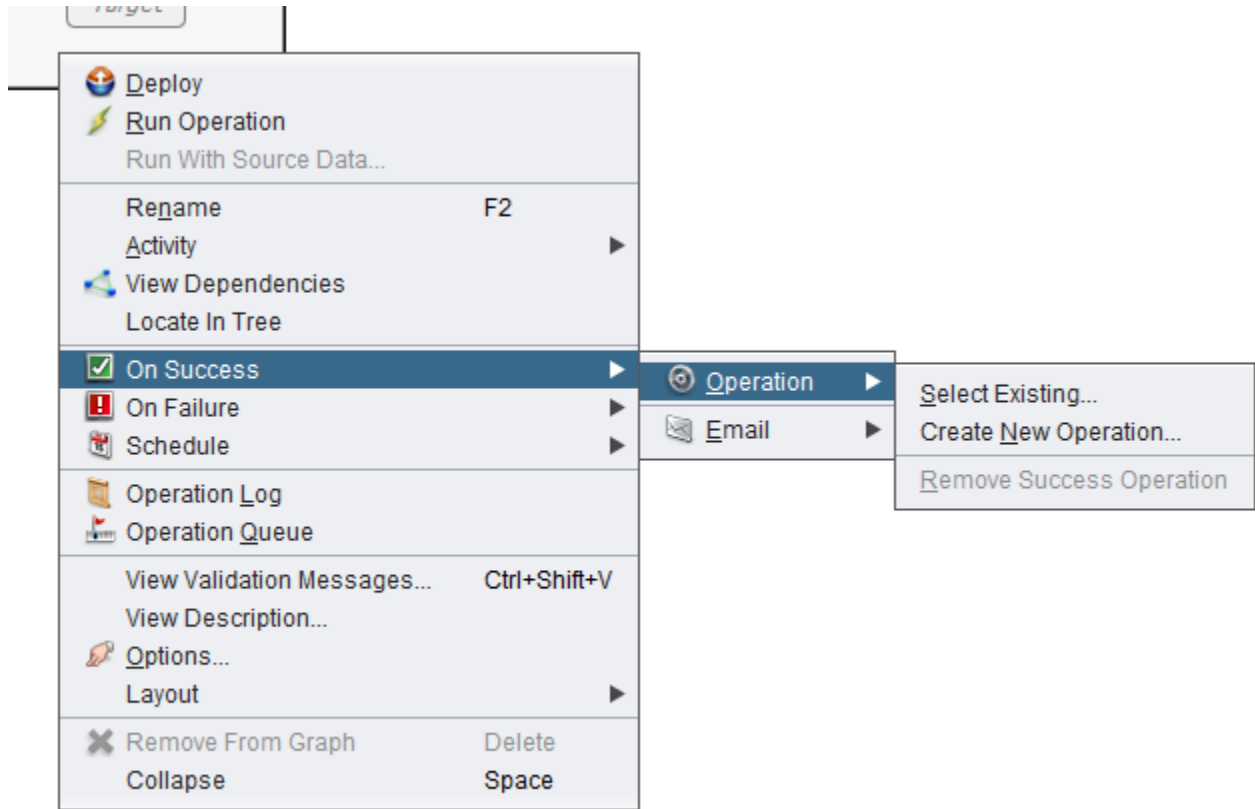 Target
Deploy
Run Operation
Run With Source Data...
Rename F2
Activity
View Dependencies
Locate In Tree
On Success
On Failure
Schedule
Operation Log
Operation Queue
View Validation Messages... Ctrl+Shift+V
View Description...
Options...
Layout
Remove From Graph Delete
Collapse Space
Operation
Email
Select Existing...
Create New Operation...
Remove Success Operation